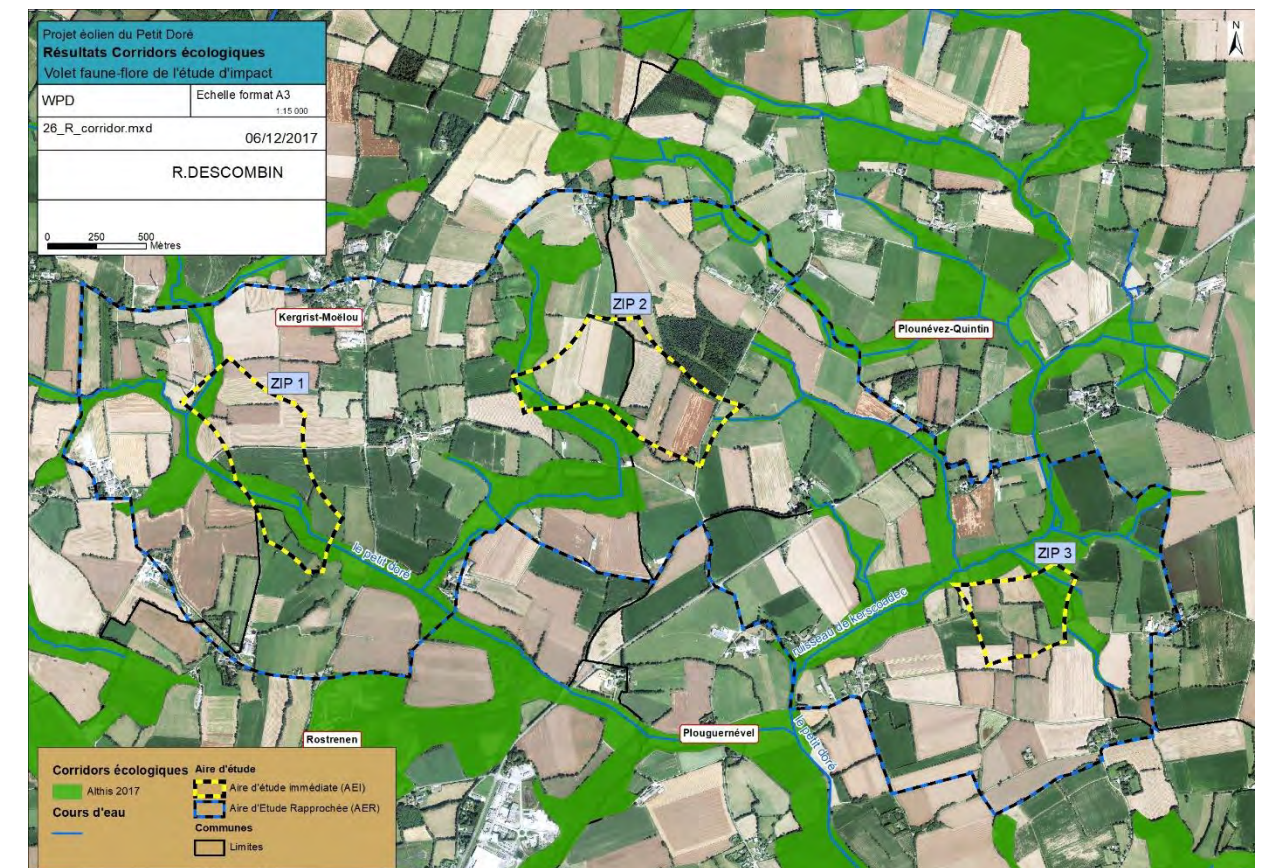 Projet éolien du Petit Doré
Résultats Corridors écologiques
Volet faune-flore de l'étude d'impact
WPD
Echelle format A3
1:15 000
26_R_corridor.mxd
06/12/2017
R.DESCOMBIN
0 250 500
Mètres
N
ZIP 2
Kergrist-Moëlou
Plounévez-Quintin
ZIP 1
le petit doré
ZIP 3
ruisseau de kerscoadec
Rostrenen
Plouguernével
le petit doré
Corridors écologiques
Althis 2017
Cours d'eau
Aire d'étude
Aire d'étude immédiate (AEI)
Aire d'Etude Rapprochée (AER)
Communes
Limites